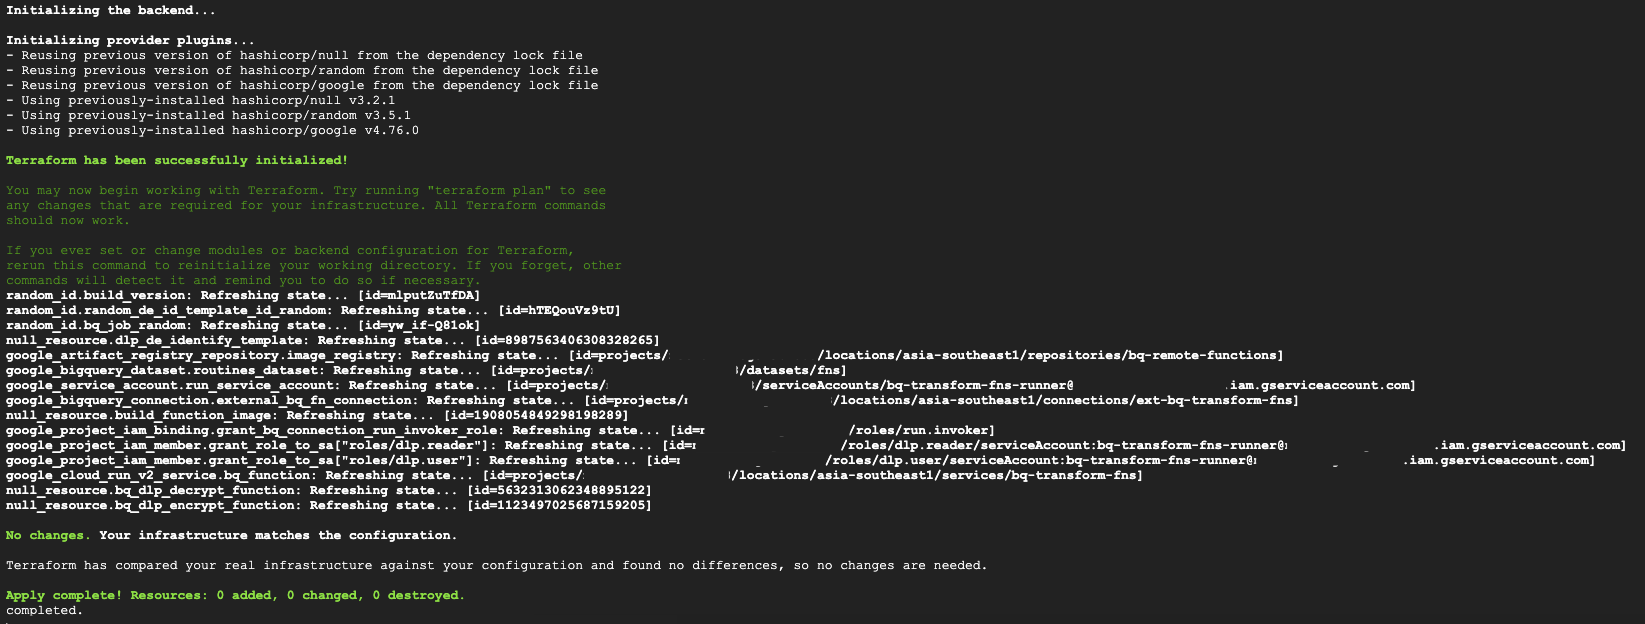 Initializing the backend...
Initializing provider plugins...
- Reusing previous version of hashicorp/null from the dependency lock file
- Reusing previous version of hashicorp/random from the dependency lock file
- Reusing previous version of hashicorp/google from the dependency lock file
- Using previously-installed hashicorp/null v3.2.1
- Using previously-installed hashicorp/random v3.5.1
- Using previously-installed hashicorp/google v4.76.0
Terraform has been successfully initialized!
You may now begin working with Terraform. Try running "terraform plan" to see
any changes that are required for your infrastructure. All Terraform commands
should now work.
If you ever set or change modules or backend configuration for Terraform,
rerun this command to reinitialize your working directory. If you forget, other
commands will detect it and remind you to do so if necessary.
random_id.build_version: Refreshing state... [id=mlputZuTfDA]
random_id.random_de_id_template_id_random: Refreshing state... [id=hTEQouVz9tU]
random_id.bq_job_random: Refreshing state... [id=yw_if-Q81ok]
null_resource.dlp_de_identify_template: Refreshing state... [id=8987563406308328265]
google_artifact_registry_repository.image_registry: Refreshing state... [id=projects/ /locations/asia-southeast1/repositories/bq-remote-functions]
google_bigquery_dataset.routines_dataset: Refreshing state... [id=projects/ /datasets/fns]
google_service_account.run_service_account: Refreshing state... [id=projects/ /serviceAccounts/bq-transform-fns-runner@ .iam.gserviceaccount.com]
google_bigquery_connection.external_bq_fn_connection: Refreshing state... [id=projects/ /locations/asia-southeast1/connections/ext-bq-transform-fns]
null_resource.build_function_image: Refreshing state... [id=1908054849298198289]
google_project_iam_binding.grant_bq_connection_run_invoker_role: Refreshing state... [id= /roles/run.invoker]
google_project_iam_member.grant_role_to_sa["roles/dlp.reader"]: Refreshing state... [id= /roles/dlp.reader/serviceAccount:bq-transform-fns-runner@ .iam.gserviceaccount.com]
google_project_iam_member.grant_role_to_sa["roles/dlp.user"]: Refreshing state... [id= /roles/dlp.user/serviceAccount:bq-transform-fns-runner@ .iam.gserviceaccount.com]
google_cloud_run_v2_service.bq_function: Refreshing state... [id=projects/ /locations/asia-southeast1/services/bq-transform-fns]
null_resource.bq_dlp_decrypt_function: Refreshing state... [id=5632313062348895122]
null_resource.bq_dlp_encrypt_function: Refreshing state... [id=1123497025687159205]
No changes. Your infrastructure matches the configuration.
Terraform has compared your real infrastructure against your configuration and found no differences, so no changes are needed.
Apply complete! Resources: 0 added, 0 changed, 0 destroyed.
completed.